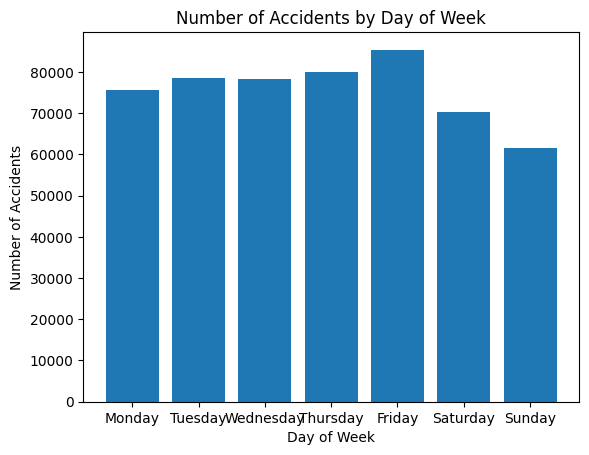 Number of Accidents by Day of Week
Number of Accidents
80000
70000
60000
50000
40000
30000
20000
10000
0
Monday Tuesday Wednesday Thursday Friday Saturday Sunday
Day of Week